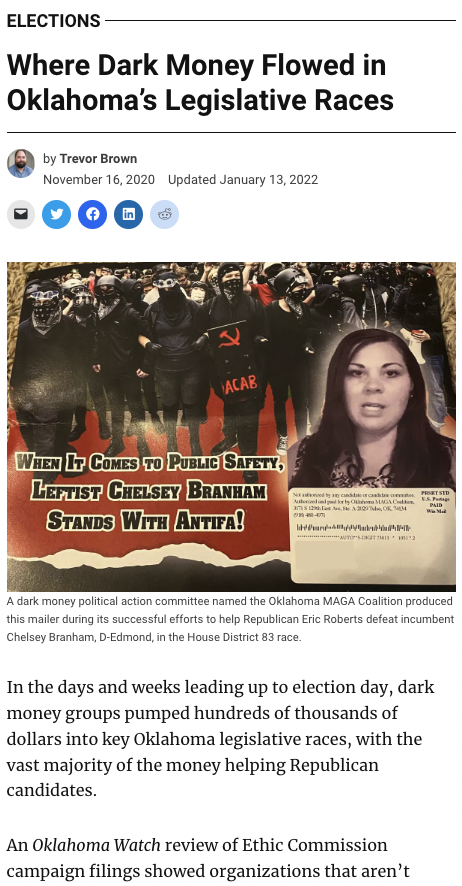 ELECTIONS
Where Dark Money Flowed in
Oklahoma’s Legislative Races
by Trevor Brown
November 16, 2020 Updated January 13, 2022
ACAB
WHEN IT COMES TO PUBLIC SAFETY,
LEFTIST CHELSEY BRANHAM
STANDS WITH ANTIFA!
Not authorized by any candidate or candidate committee.
Authorized and paid for by Oklahoma MAGA Coalition,
PRSRT STD
U.S. Postage
PAID
A dark money political action committee named the Oklahoma MAGA Coalition produced
this mailer during its successful efforts to help Republican Eric Roberts defeat incumbent
Chelsey Branham, D-Edmond, in the House District 83 race.
In the days and weeks leading up to election day, dark
money groups pumped hundreds of thousands of
dollars into key Oklahoma legislative races, with the
vast majority of the money helping Republican
candidates.
An Oklahoma Watch review of Ethic Commission
campaign filings showed organizations that aren’t